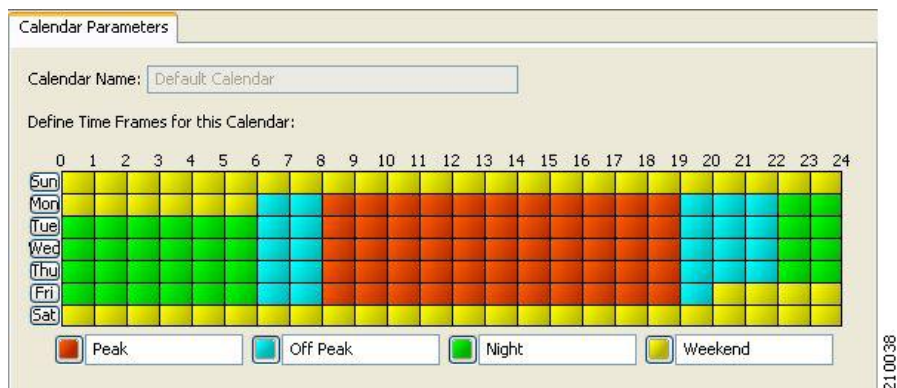 Calendar Parameters
Calendar Name: Default Calendar
Define Time Frames for this Calendar:
0 1 2 3 4 5 6 7 8 9 10 11 12 13 14 15 16 17 18 19 20 21 22 23 24
Sun
Mon
Tue
Wed
Thu
Fri
Sat
Peak Off Peak Night Weekend
210038